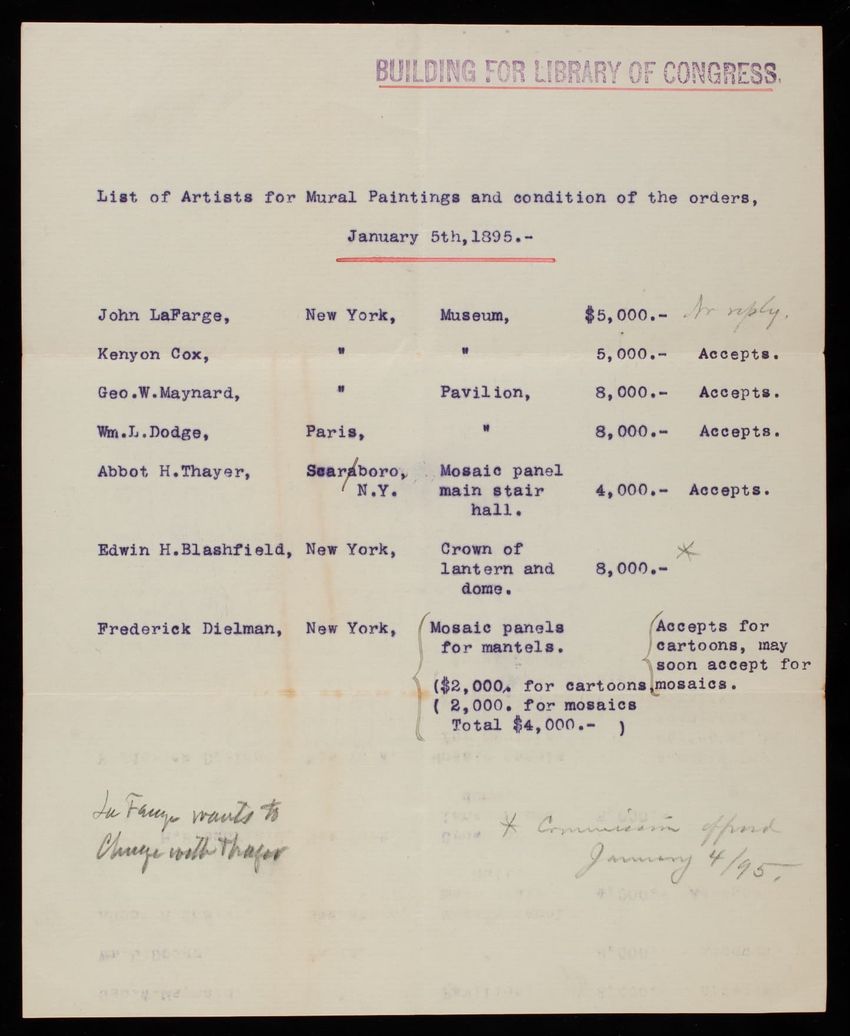 BUILDING FOR LIBRARY OF CONGRESS.
List of Artists for Mural Paintings and condition of the orders,
January 5th,1895.-
John LaFarge, New York, Museum, $5,000.- No reply.
Kenyon Cox, " " 5,000.- Accepts.
Geo.W.Maynard, " Pavilion, 8,000.- Accepts.
Wm.L.Dodge, Paris, " 8,000.- Accepts.
Abbot H.Thayer, Scarboro, Mosaic panel
N.Y. main stair 4,000.- Accepts.
hall.
Edwin H.Blashfield, New York, Crown of *
lantern and 8,000.-
dome.
Frederick Dielman, New York, Mosaic panels Accepts for
for mantels. cartoons, may
soon accept for
($2,000. for cartoons, mosaics.
( 2,000. for mosaics
Total $4,000.- )
La Farge wants to
Change with Thayer
* Commission offered
January 4/95.